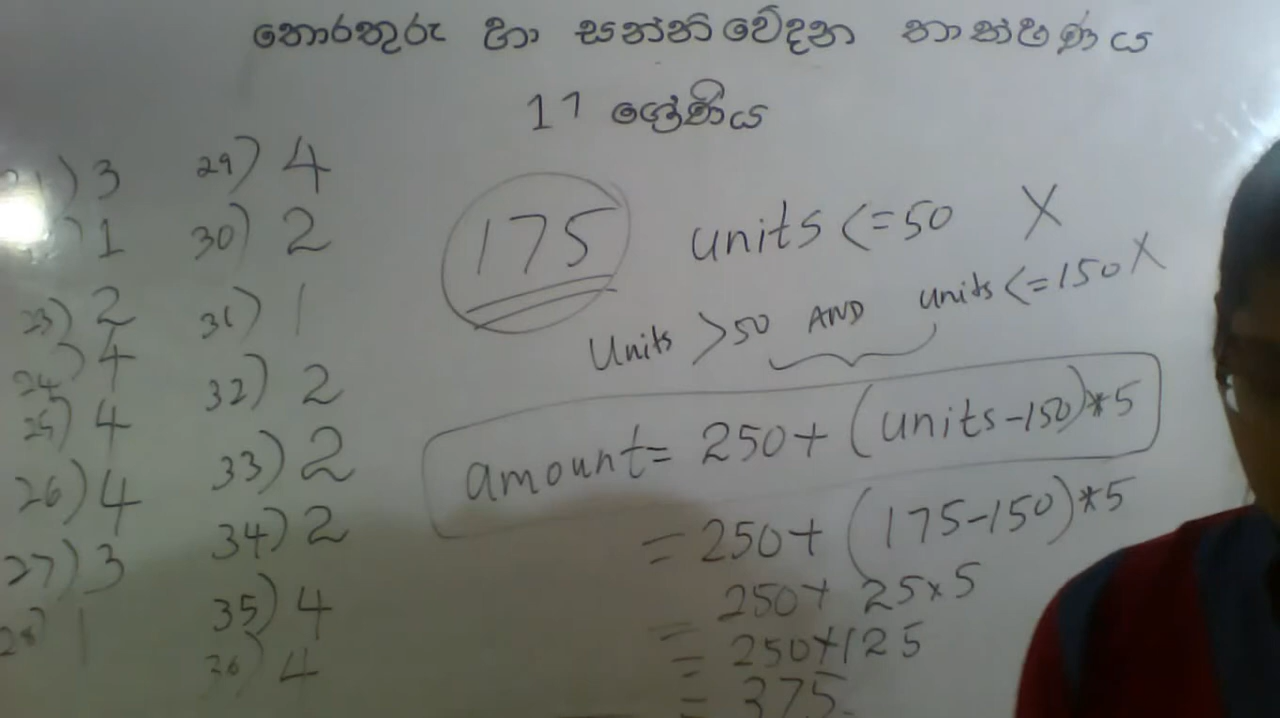 තොරතුරු හා සන්නිවේදන තාක්ෂණය
11 ශ්‍රේණිය
21) 3
) 1
23) 2
24) 4
25) 4
26) 4
27) 3
28) 1
29) 4
30) 2
31) 1
32) 2
33) 2
34) 2
35) 4
36) 4
175
units <=50 X
Units >50 AND units <=150 X
amount= 250+ (units-150)*5
= 250+ (175-150)*5
= 250+ 25x5
= 250+125
= 375